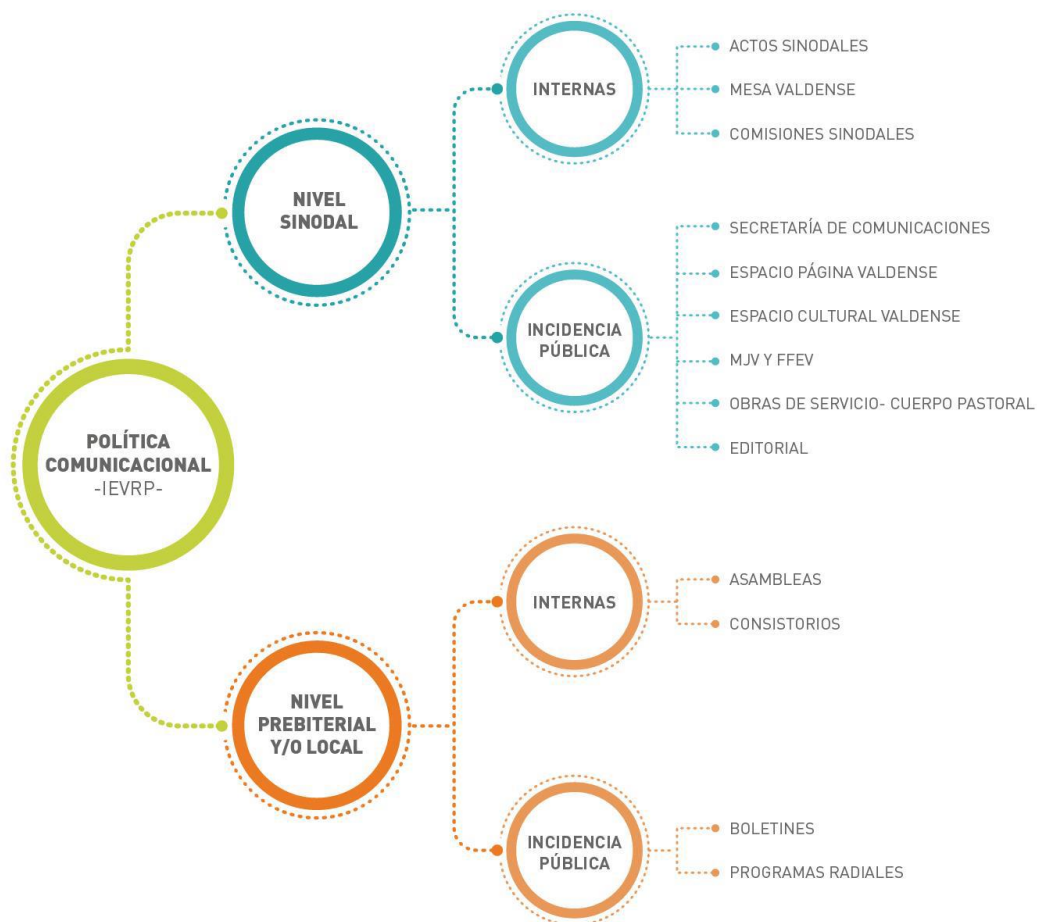 POLÍTICA
COMUNICACIONAL
-IEVRP-
NIVEL
SINODAL
INTERNAS
ACTOS SINODALES
MESA VALDENSE
COMISIONES SINODALES
INCIDENCIA
PÚBLICA
SECRETARÍA DE COMUNICACIONES
ESPACIO PÁGINA VALDENSE
ESPACIO CULTURAL VALDENSE
MJV Y FFEV
OBRAS DE SERVICIO- CUERPO PASTORAL
EDITORIAL
NIVEL
PREBITERIAL
Y/O LOCAL
INTERNAS
ASAMBLEAS
CONSISTORIOS
INCIDENCIA
PÚBLICA
BOLETINES
PROGRAMAS RADIALES